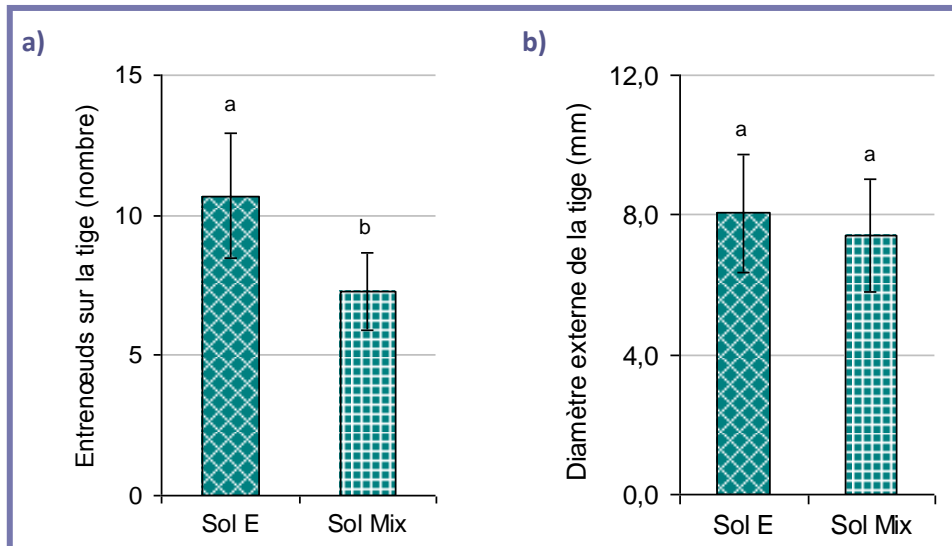 a)
Entrenœuds sur la tige (nombre)
15
10
5
0
a
b
Sol E
Sol Mix
b)
Diamètre externe de la tige (mm)
12,0
8,0
4,0
0,0
a
a
Sol E
Sol Mix